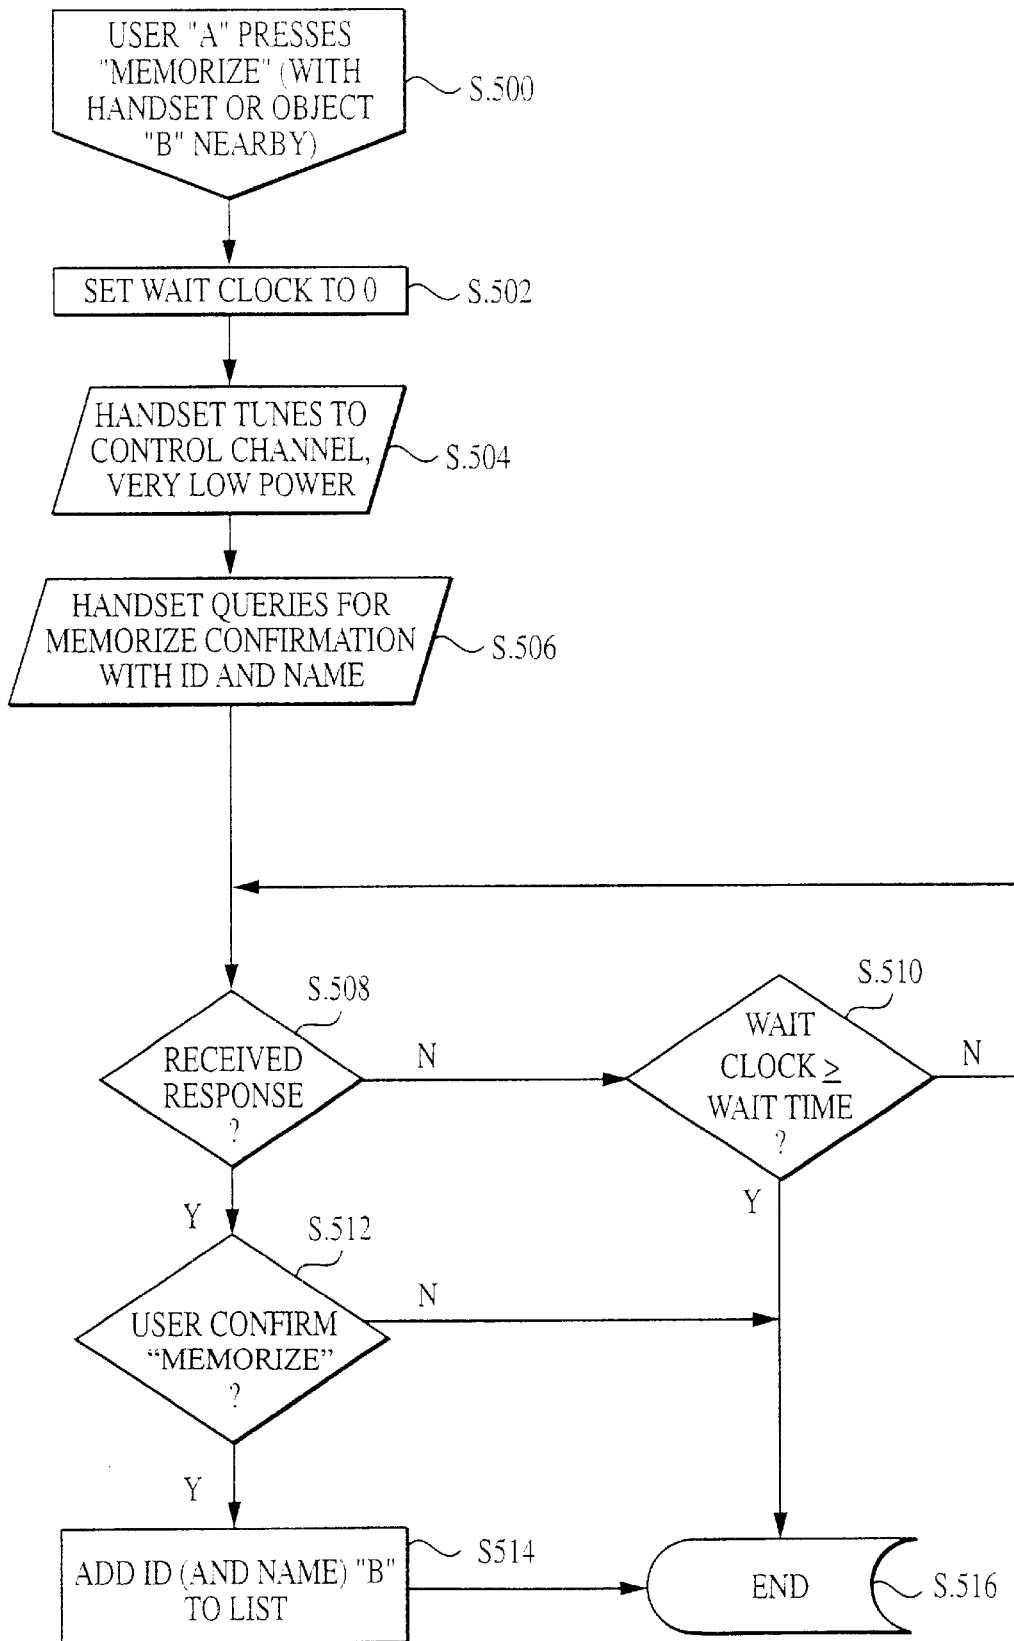 USER "A" PRESSES
"MEMORIZE" (WITH
HANDSET OR OBJECT
"B" NEARBY)
S.500
SET WAIT CLOCK TO 0
S.502
HANDSET TUNES TO
CONTROL CHANNEL,
VERY LOW POWER
S.504
HANDSET QUERIES FOR
MEMORIZE CONFIRMATION
WITH ID AND NAME
S.506
S.508
RECEIVED
RESPONSE
?
N
S.510
WAIT
CLOCK ≥
WAIT TIME
?
N
Y
Y
S.512
USER CONFIRM
“MEMORIZE”
?
N
Y
ADD ID (AND NAME) "B"
TO LIST
S514
END
S.516